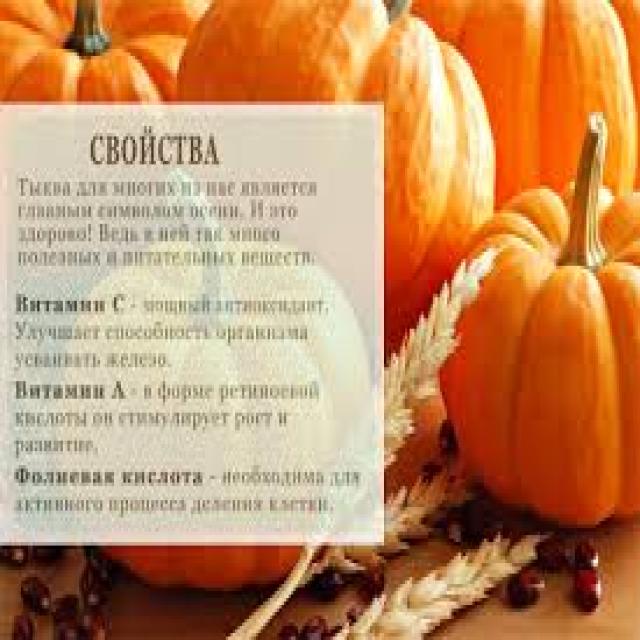 СВОЙСТВА
Тыква для многих из нас является
главным символом осени. И это
здорово! Ведь в ней так много
полезных и питательных веществ.
Витамин С - мощный антиоксидант.
Улучшает способность организма
усваивать железо.
Витамин А - в форме ретиноевой
кислоты он стимулирует рост и
развитие.
Фолиевая кислота - необходима для
активного процесса деления клетки.